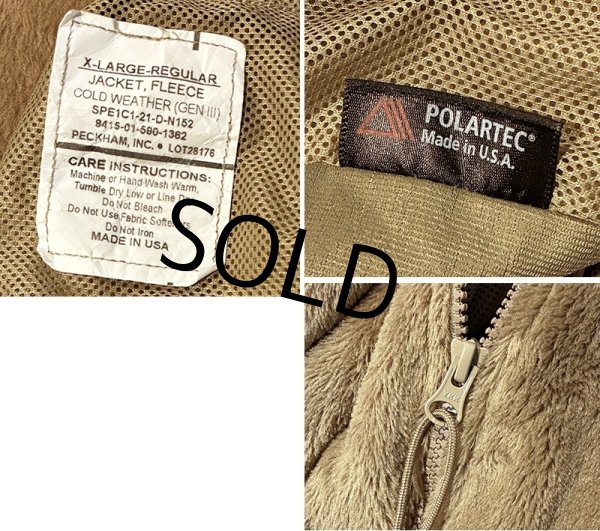 X-LARGE-REGULAR
JACKET, FLEECE
COLD WEATHER (GEN III)
SPE1C1-21-D-N152
8415-01-590-1362
PECKHAM, INC. • LOT28176
CARE INSTRUCTIONS:
Machine or Hand Wash Warm,
Tumble Dry Low or Line
Do Not Bleach
Do Not Use Fabric Softeners
Do Not Iron
MADE IN USA
POLARTEC®
Made in U.S.A.
SOLD
YKK